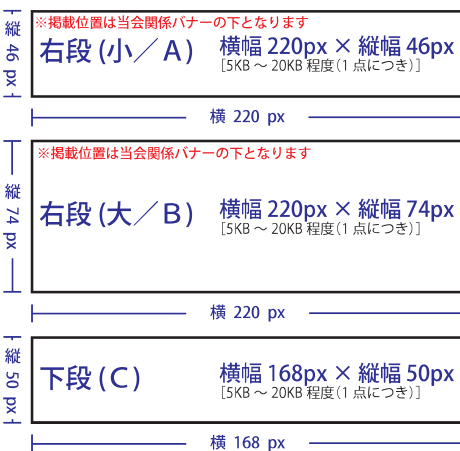 ※掲載位置は当会関係バナーの下となります
縦 46 px
右段 (小／A) 横幅 220px × 縦幅 46px
［5KB ～ 20KB 程度（1 点につき）］
横 220 px
※掲載位置は当会関係バナーの下となります
縦 74 px
右段 (大／B) 横幅 220px × 縦幅 74px
［5KB ～ 20KB 程度（1 点につき）］
横 220 px
縦 50 px
下段 (C) 横幅 168px × 縦幅 50px
［5KB ～ 20KB 程度（1 点につき）］
横 168 px